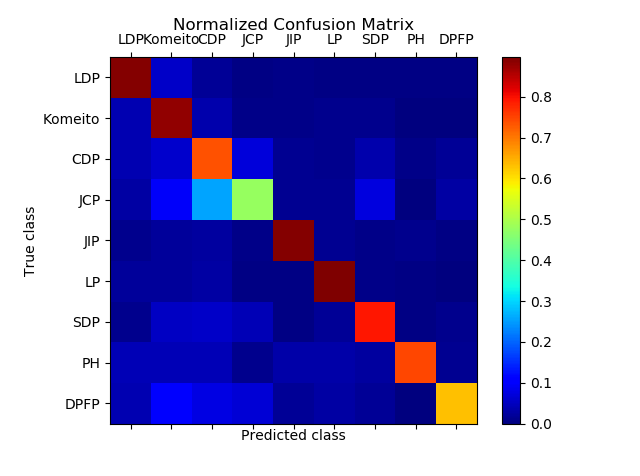 Normalized Confusion Matrix
LDP Komeito CDP JCP JIP LP SDP PH DPFP
LDP
Komeito
CDP
JCP
JIP
LP
SDP
PH
DPFP
True class
Predicted class
0.8
0.7
0.6
0.5
0.4
0.3
0.2
0.1
0.0